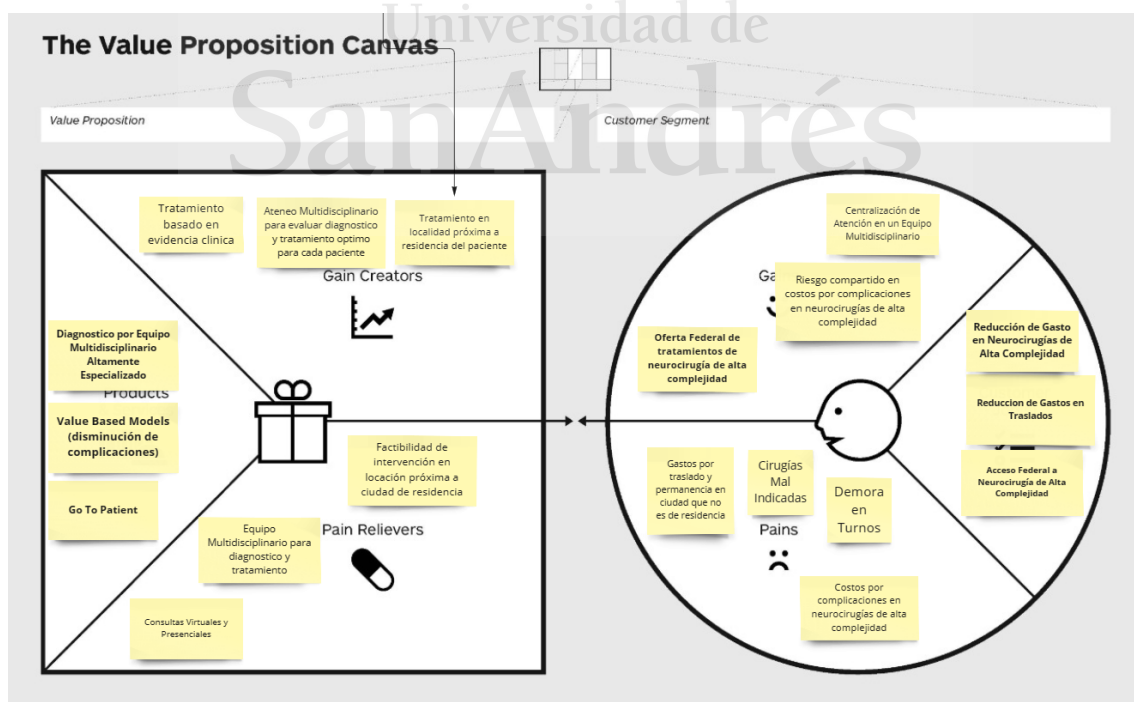 Universidad de
SanAndrés
The Value Proposition Canvas
Value Proposition
Customer Segment
Tratamiento
basado en
evidencia clinica
Ateneo Multidisciplinario
para evaluar diagnostico
y tratamiento optimo
para cada paciente
Tratamiento en
localidad próxima a
residencia del paciente
Gain Creators
Diagnostico por Equipo
Multidisciplinario
Altamente
Especializado
Products
Value Based Models
(disminución de
complicaciones)
Go To Patient
Factibilidad de
intervención en
locación próxima a
ciudad de residencia
Pain Relievers
Equipo
Multidisciplinario para
diagnostico y
tratamiento
Consultas Virtuales y
Presenciales
Centralización de
Atención en un Equipo
Multidisciplinario
Ga
Riesgo compartido en
costos por complicaciones
en neurocirugías de alta
complejidad
Oferta Federal de
tratamientos de
neurocirugía de alta
complejidad
Reducción de Gasto
en Neurocirugías de
Alta Complejidad
Reduccion de Gastos en
Traslados
Acceso Federal a
Neurocirugía de Alta
Complejidad
Gastos por
traslado y
permanencia en
ciudad que no
es de residencia
Cirugías
Mal
Indicadas
Demora
en
Turnos
Pains
Costos por
complicaciones en
neurocirugías de alta
complejidad